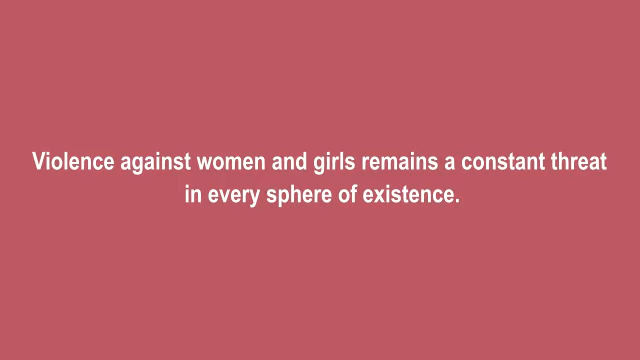 Violence against women and girls remains a constant threat
in every sphere of existence.